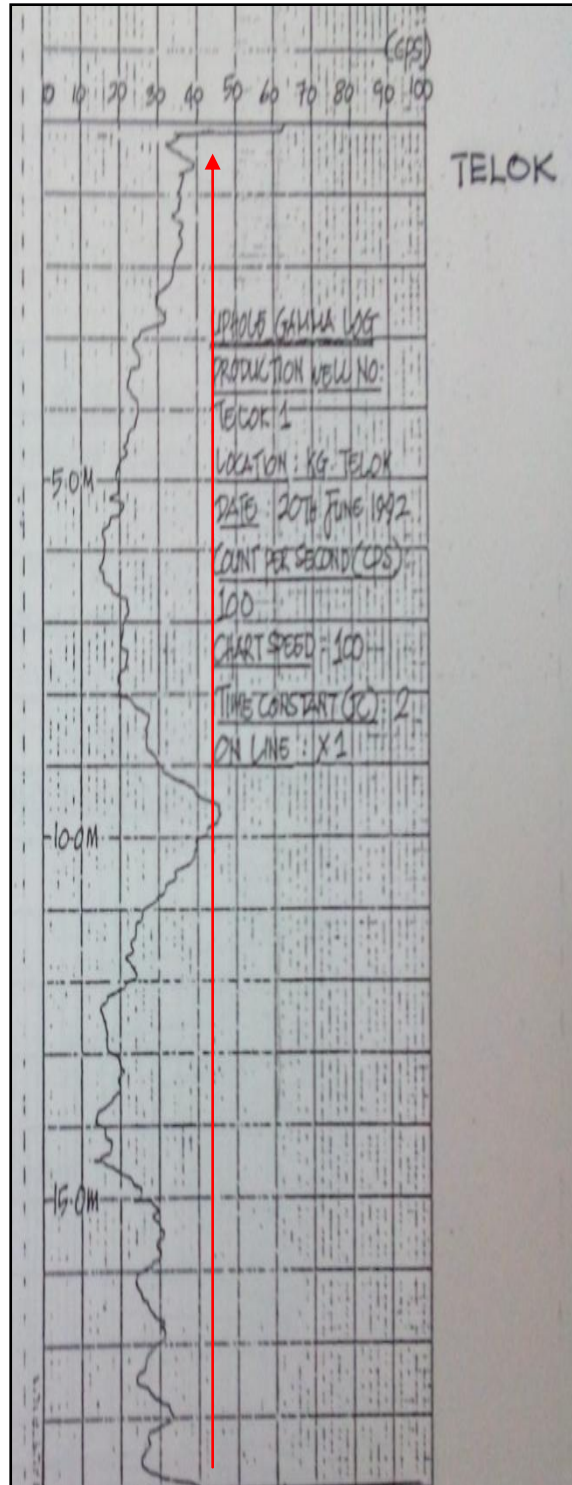 (CPS)
0 10 20 30 40 50 60 70 80 90 100
TELOK
UPHOLE GAMMA LOG
PRODUCTION WELL NO:
TELOK 1
LOCATION : KG. TELOK
5.0M
DATE : 20TH JUNE 1992
COUNT PER SECOND (CPS) :
100
CHART SPEED : 100
TIME CONSTANT (TC) : 2
ON LINE : X 1
10.0M
15.0M